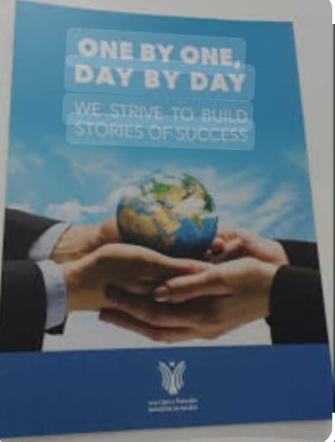 ONE BY ONE,
DAY BY DAY
WE STRIVE TO BUILD
STORIES OF SUCCESS